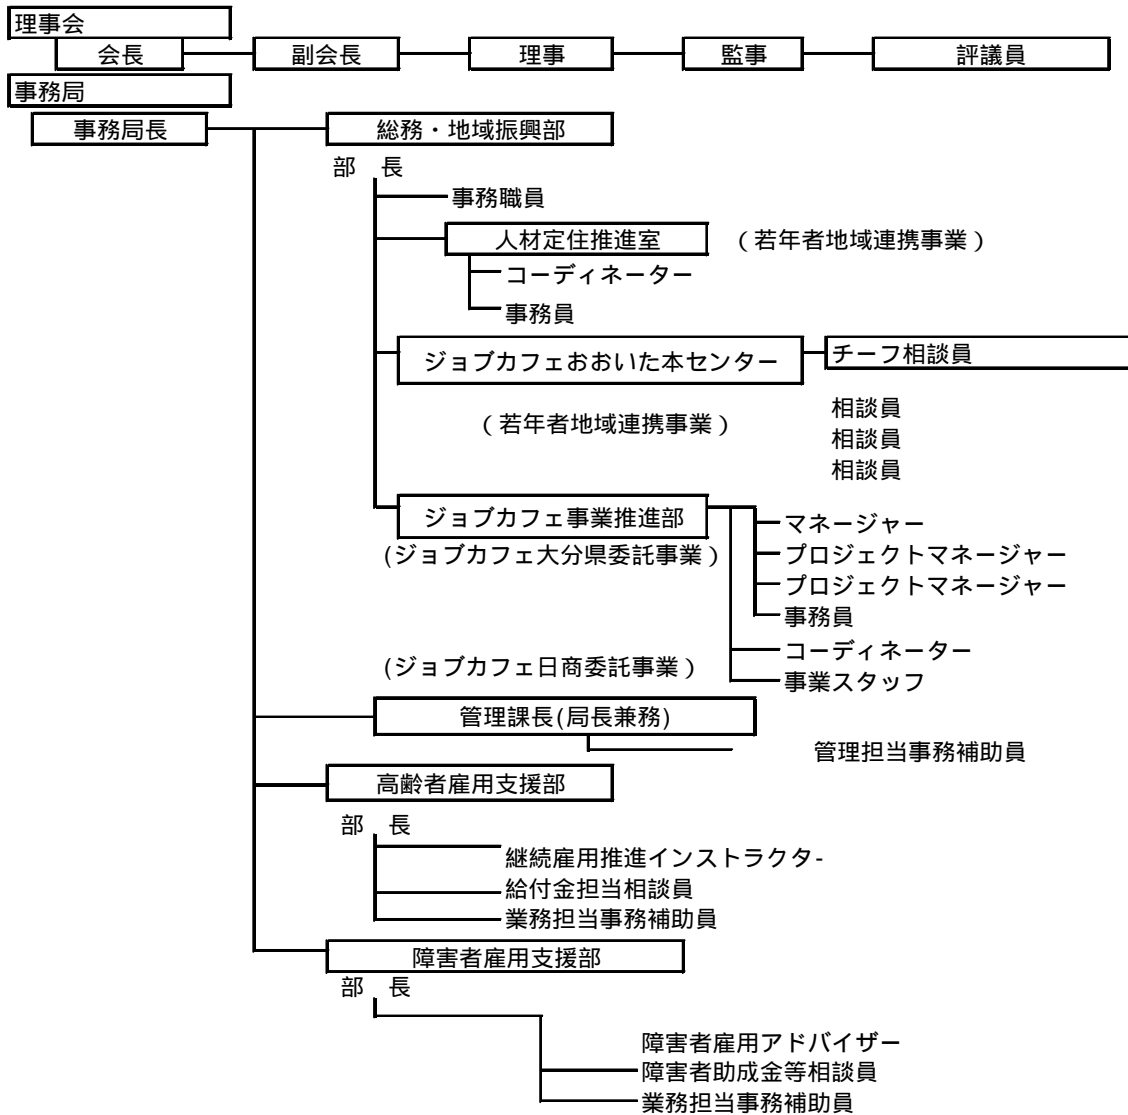 理事会
会長 副会長 理事 監事 評議員
事務局
事務局長 総務・地域振興部
部 長
事務職員
人材定住推進室 （若年者地域連携事業）
コーディネーター
事務員
ジョブカフェおおいた本センター チーフ相談員
相談員
（若年者地域連携事業）
相談員
相談員
ジョブカフェ事業推進部
マネージャー
(ジョブカフェ大分県委託事業）
プロジェクトマネージャー
プロジェクトマネージャー
事務員
コーディネーター
(ジョブカフェ日商委託事業）
事業スタッフ
管理課長(局長兼務)
管理担当事務補助員
高齢者雇用支援部
部 長
継続雇用推進インストラクタ-
給付金担当相談員
業務担当事務補助員
障害者雇用支援部
部 長
障害者雇用アドバイザー
障害者助成金等相談員
業務担当事務補助員